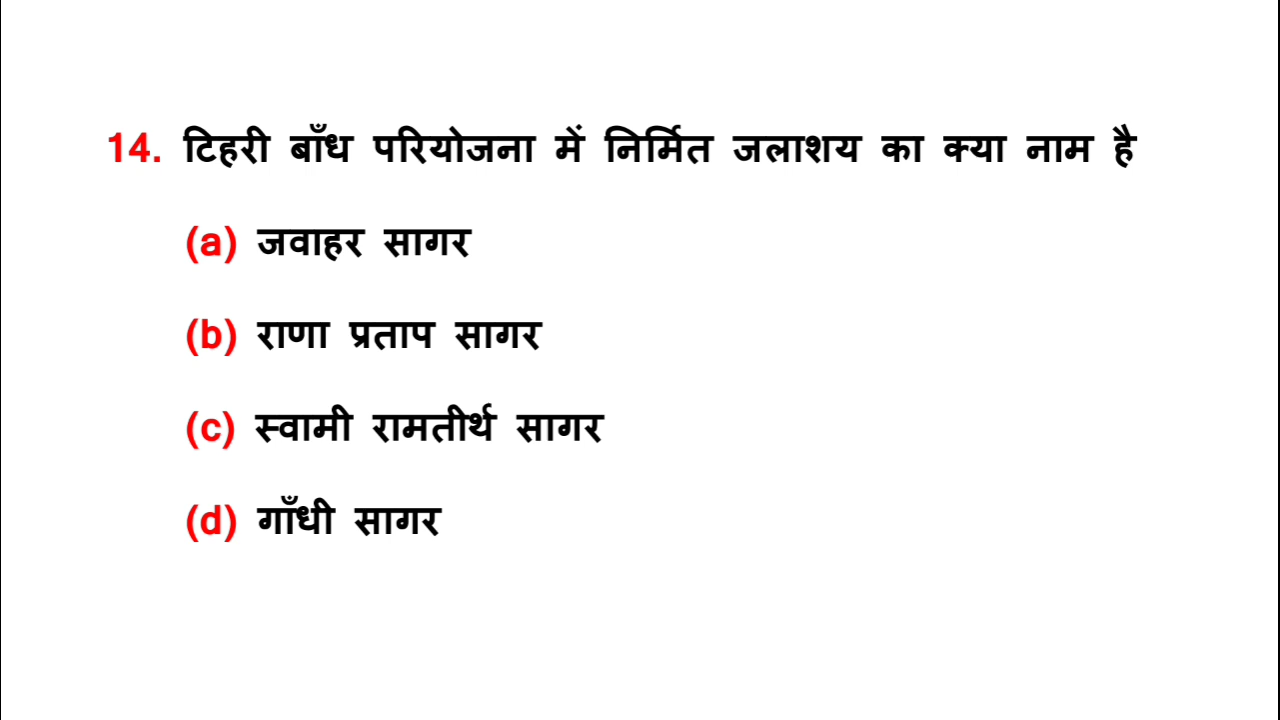 14. टिहरी बाँध परियोजना में निर्मित जलाशय का क्या नाम है
(a) जवाहर सागर
(b) राणा प्रताप सागर
(c) स्वामी रामतीर्थ सागर
(d) गाँधी सागर